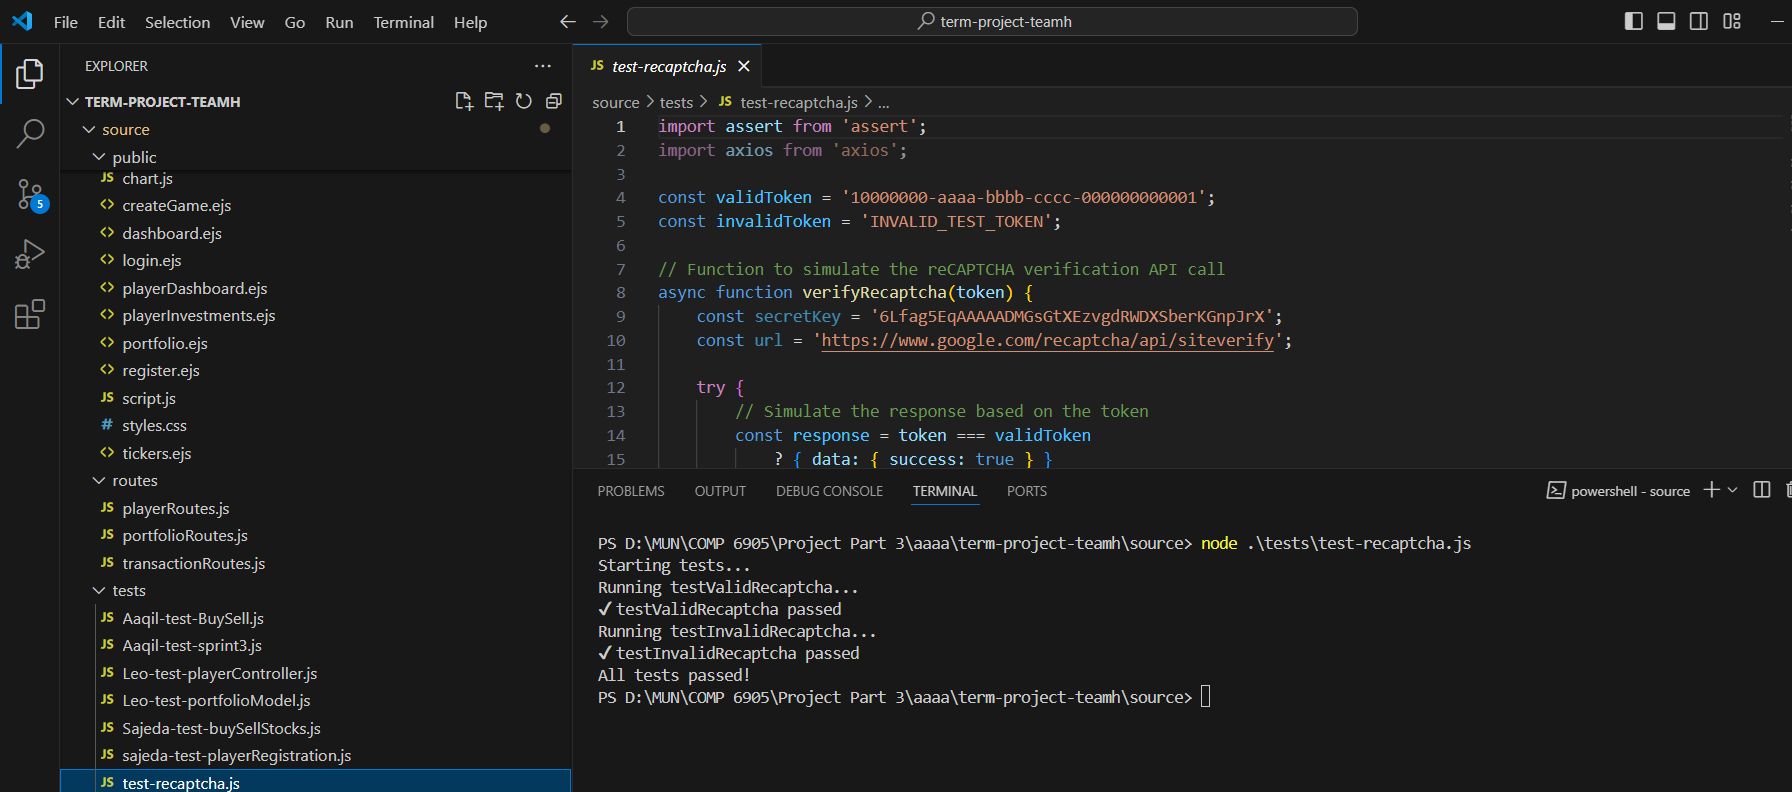 File Edit Selection View Go Run Terminal Help
term-project-teamh
EXPLORER
TERM-PROJECT-TEAMH
source
public
JS chart.js
<> createGame.ejs
<> dashboard.ejs
<> login.ejs
<> playerDashboard.ejs
<> playerInvestments.ejs
<> portfolio.ejs
<> register.ejs
JS script.js
# styles.css
<> tickers.ejs
routes
JS playerRoutes.js
JS portfolioRoutes.js
JS transactionRoutes.js
tests
JS Aaqil-test-BuySell.js
JS Aaqil-test-sprint3.js
JS Leo-test-playerController.js
JS Leo-test-portfolioModel.js
JS Sajeda-test-buySellStocks.js
JS sajeda-test-playerRegistration.js
JS test-recaptcha.js
5
JS test-recaptcha.js
source > tests > JS test-recaptcha.js > ...
1 import assert from 'assert';
2 import axios from 'axios';
3
4 const validToken = '10000000-aaaa-bbbb-cccc-000000000001';
5 const invalidToken = 'INVALID_TEST_TOKEN';
6
7 // Function to simulate the reCAPTCHA verification API call
8 async function verifyRecaptcha(token) {
9 const secretKey = '6Lfag5EqAAAAADMGsGtXEzvgdRWDXSberKGnpJrX';
10 const url = 'https://www.google.com/recaptcha/api/siteverify';
11
12 try {
13 // Simulate the response based on the token
14 const response = token === validToken
15 ? { data: { success: true } }
PROBLEMS OUTPUT DEBUG CONSOLE TERMINAL PORTS
powershell - source
PS D:\MUN\COMP 6905\Project Part 3\aaaa\term-project-teamh\source> node .\tests\test-recaptcha.js
Starting tests...
Running testValidRecaptcha...
✓ testValidRecaptcha passed
Running testInvalidRecaptcha...
✓ testInvalidRecaptcha passed
All tests passed!
PS D:\MUN\COMP 6905\Project Part 3\aaaa\term-project-teamh\source>